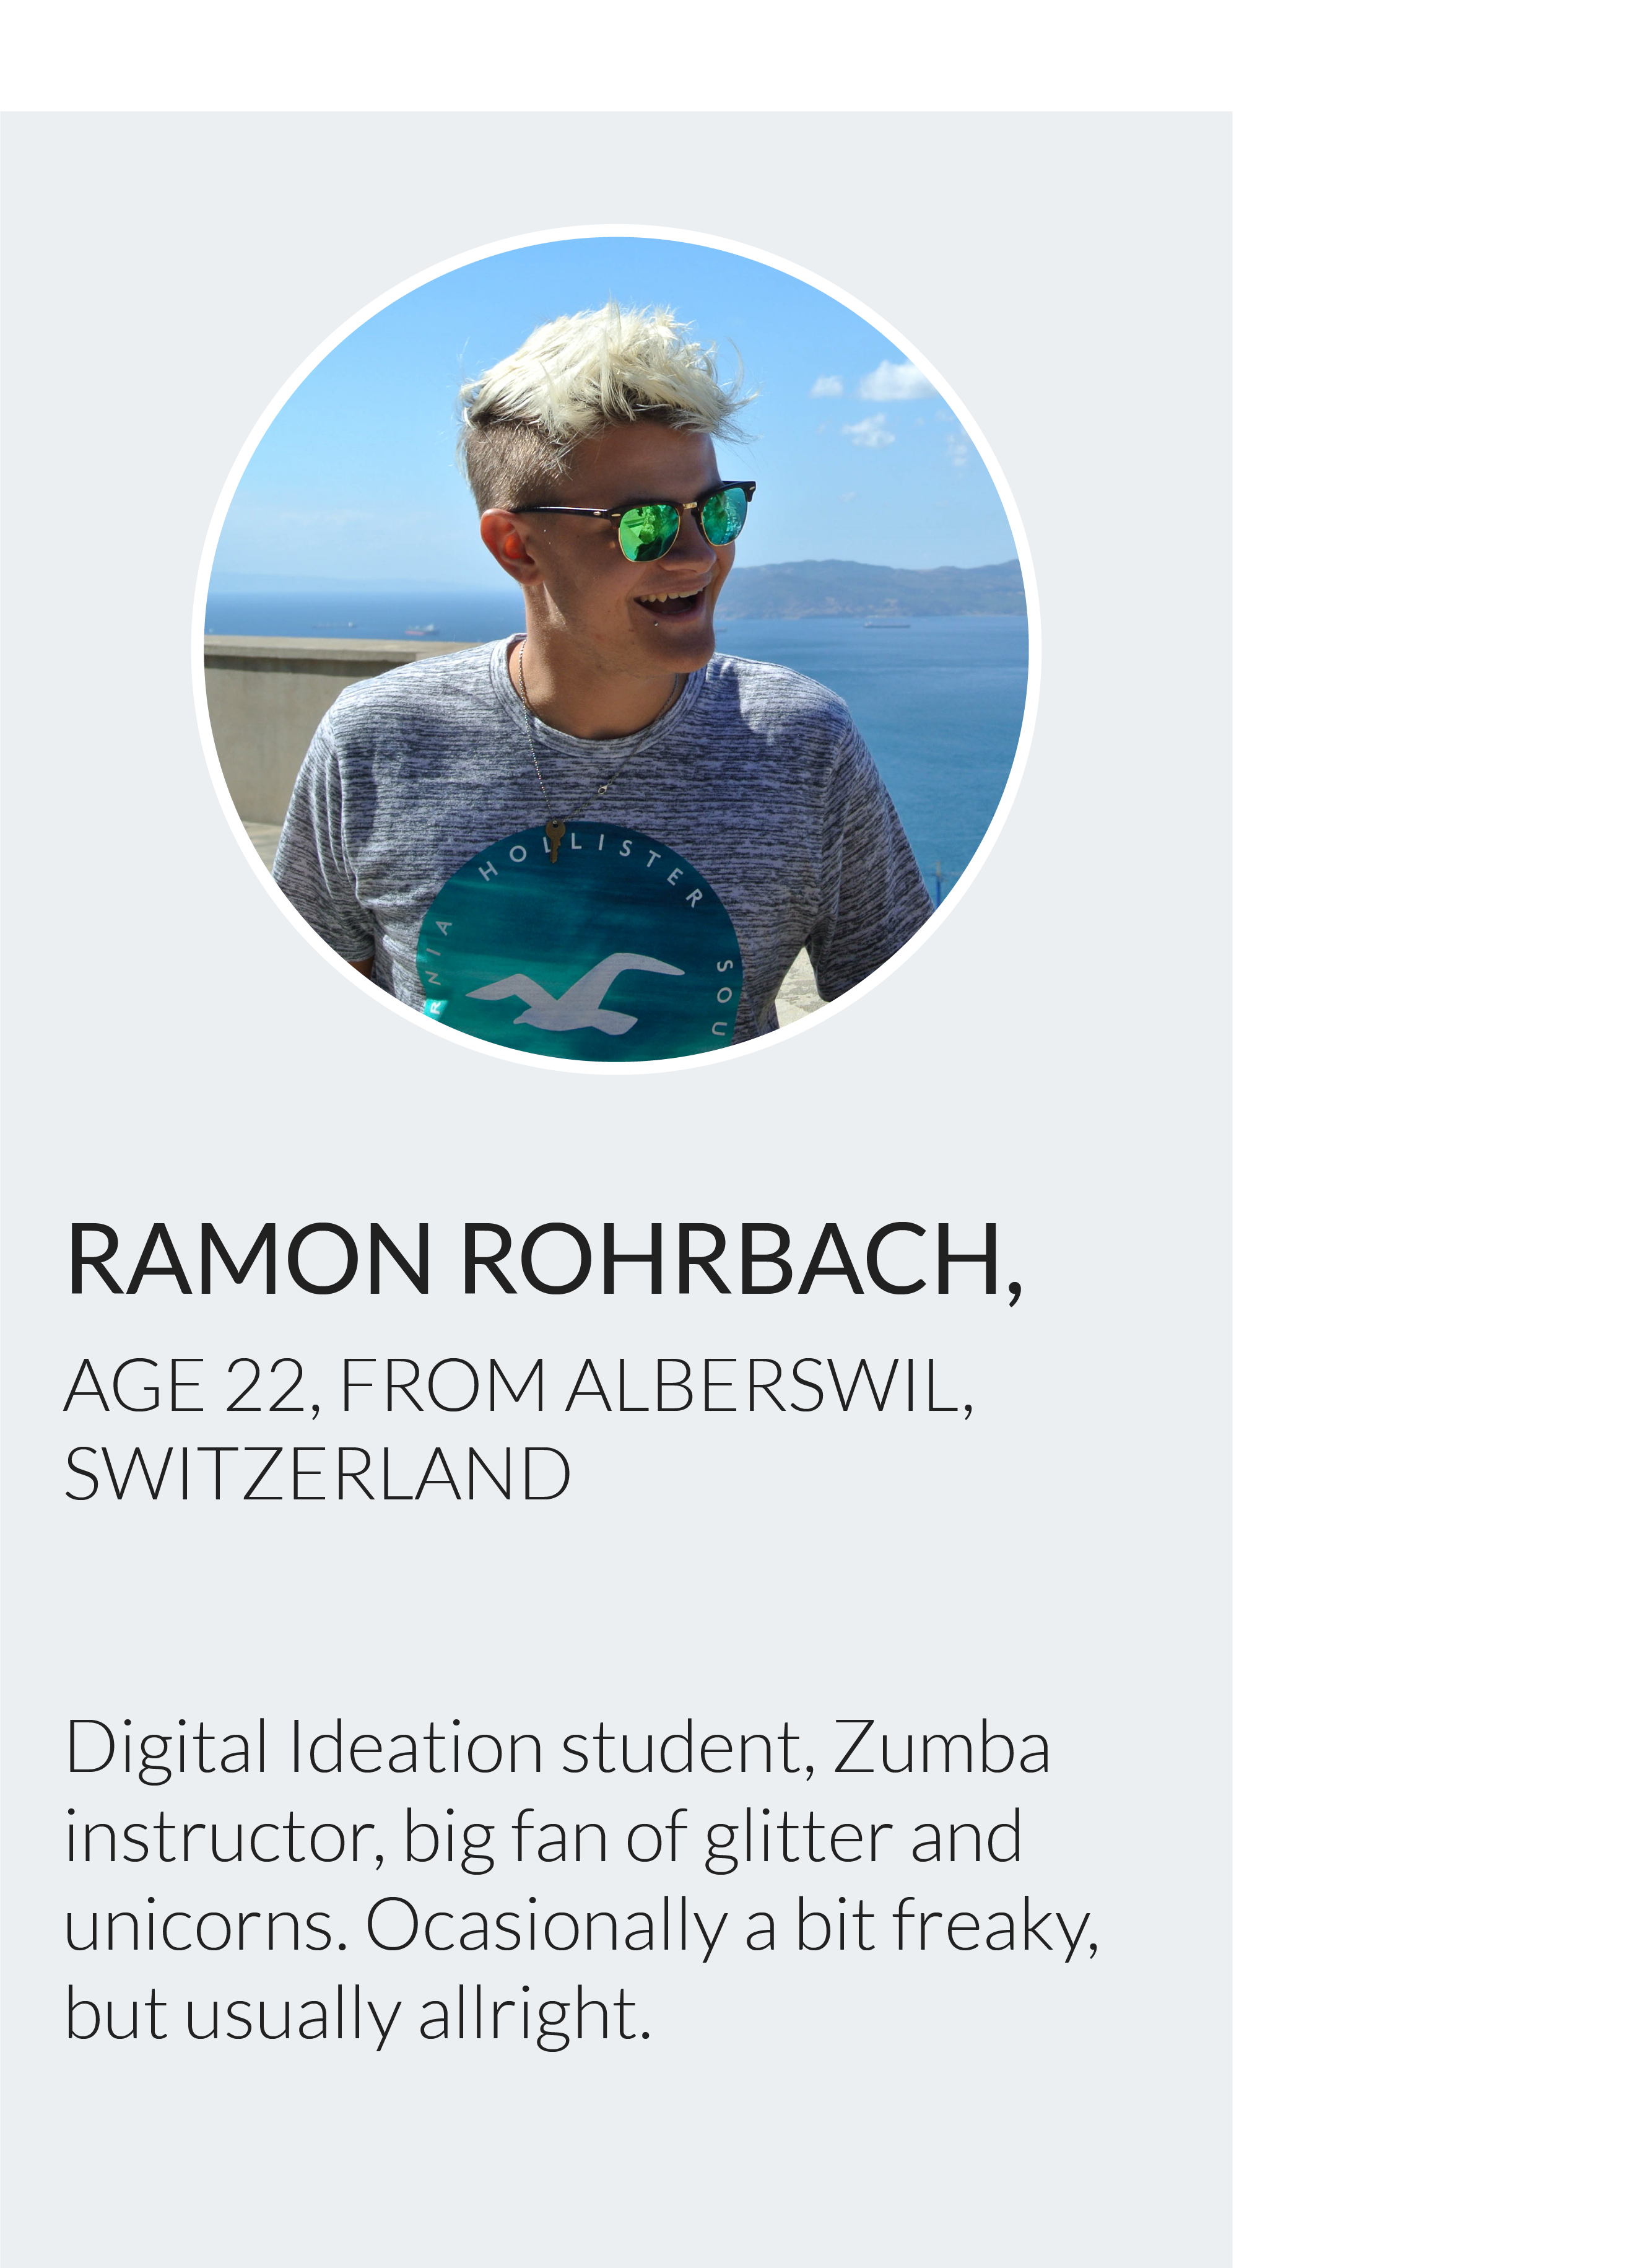 HOLLISTER
SOU
RNIA
RAMON ROHRBACH,
AGE 22, FROM ALBERSWIL,
SWITZERLAND
Digital Ideation student, Zumba
instructor, big fan of glitter and
unicorns. Ocasionally a bit freaky,
but usually allright.